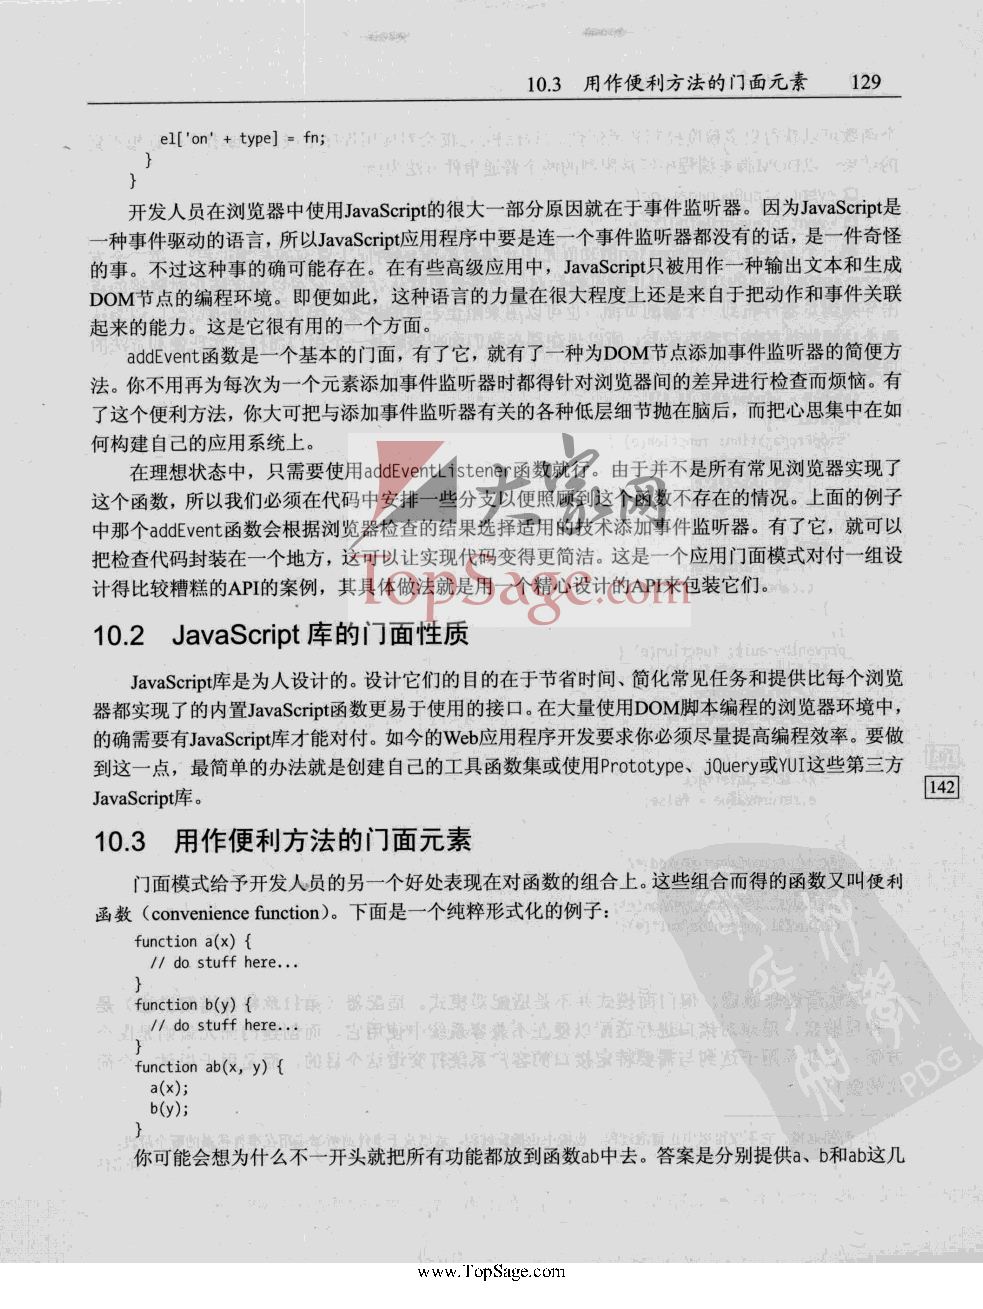 10.3 用作便利方法的门面元素 129
el['on' + type] = fn;
}
}
开发人员在浏览器中使用JavaScript的很大一部分原因就在于事件监听器。因为JavaScript是
一种事件驱动的语言，所以JavaScript应用程序中要是连一个事件监听器都没有的话，是一件奇怪
的事。不过这种事的确可能存在。在有些高级应用中，JavaScript只被用作一种输出文本和生成
DOM节点的编程环境。即便如此，这种语言的力量在很大程度上还是来自于把动作和事件关联
起来的能力。这是它很有用的一个方面。
addEvent函数是一个基本的门面，有了它，就有了一种为DOM节点添加事件监听器的简便方
法。你不用再为每次为一个元素添加事件监听器时都得针对浏览器间的差异进行检查而烦恼。有
了这个便利方法，你大可把与添加事件监听器有关的各种低层细节抛在脑后，而把心思集中在如
何构建自己的应用系统上。
在理想状态中，只需要使用addEventListener函数就行。由于并不是所有常见浏览器实现了
这个函数，所以我们必须在代码中安排一些分支以便照顾到这个函数不存在的情况。上面的例子
中那个addEvent函数会根据浏览器检查的结果选择适用的技术添加事件监听器。有了它，就可以
把检查代码封装在一个地方，这可以让实现代码变得更简洁。这是一个应用门面模式对付一组设
计得比较糟糕的API的案例，其具体做法就是用一个精心设计的API来包装它们。
大家网
TopSage.com
10.2 JavaScript 库的门面性质
JavaScript库是为人设计的。设计它们的目的在于节省时间、简化常见任务和提供比每个浏览
器都实现了的内置JavaScript函数更易于使用的接口。在大量使用DOM脚本编程的浏览器环境中，
的确需要有JavaScript库才能对付。如今的Web应用程序开发要求你必须尽量提高编程效率。要做
到这一点，最简单的办法就是创建自己的工具函数集或使用Prototype、jQuery或YUI这些第三方
JavaScript库。
142
10.3 用作便利方法的门面元素
门面模式给予开发人员的另一个好处表现在对函数的组合上。这些组合而得的函数又叫便利
函数（convenience function）。下面是一个纯粹形式化的例子：
function a(x) {
// do stuff here...
}
function b(y) {
// do stuff here...
}
function ab(x, y) {
a(x);
b(y);
}
PDG
你可能会想为什么不一开头就把所有功能都放到函数ab中去。答案是分别提供a、b和ab这几
www.TopSage.com